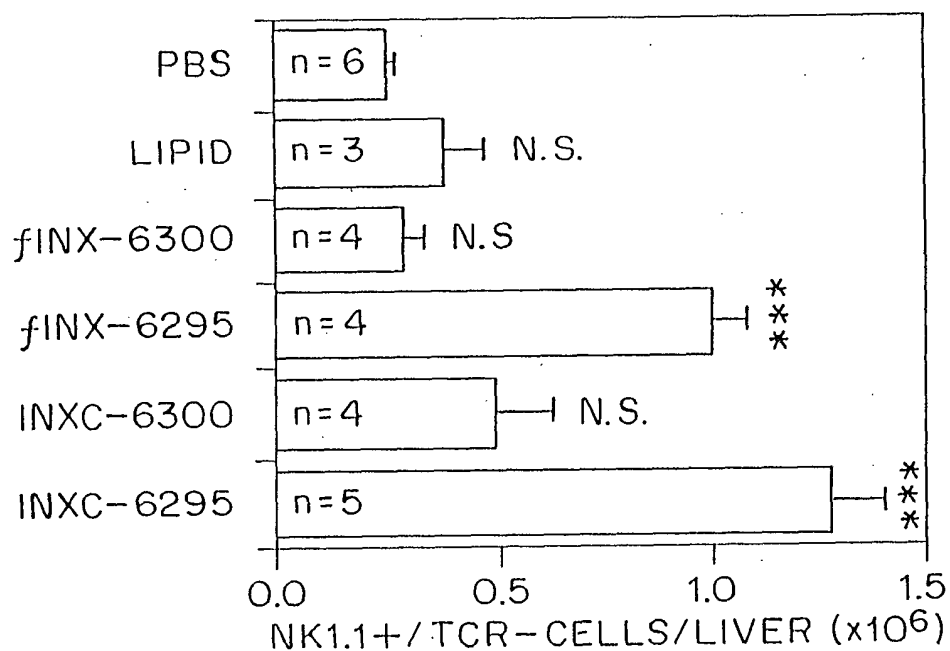 PBS n=6
LIPID n=3 N.S.
fINX-6300 n=4 N.S
fINX-6295 n=4 ***
INXC-6300 n=4 N.S.
INXC-6295 n=5 ***
0.0 0.5 1.0 1.5
NK1.1+/TCR-CELLS/LIVER (x10⁶)